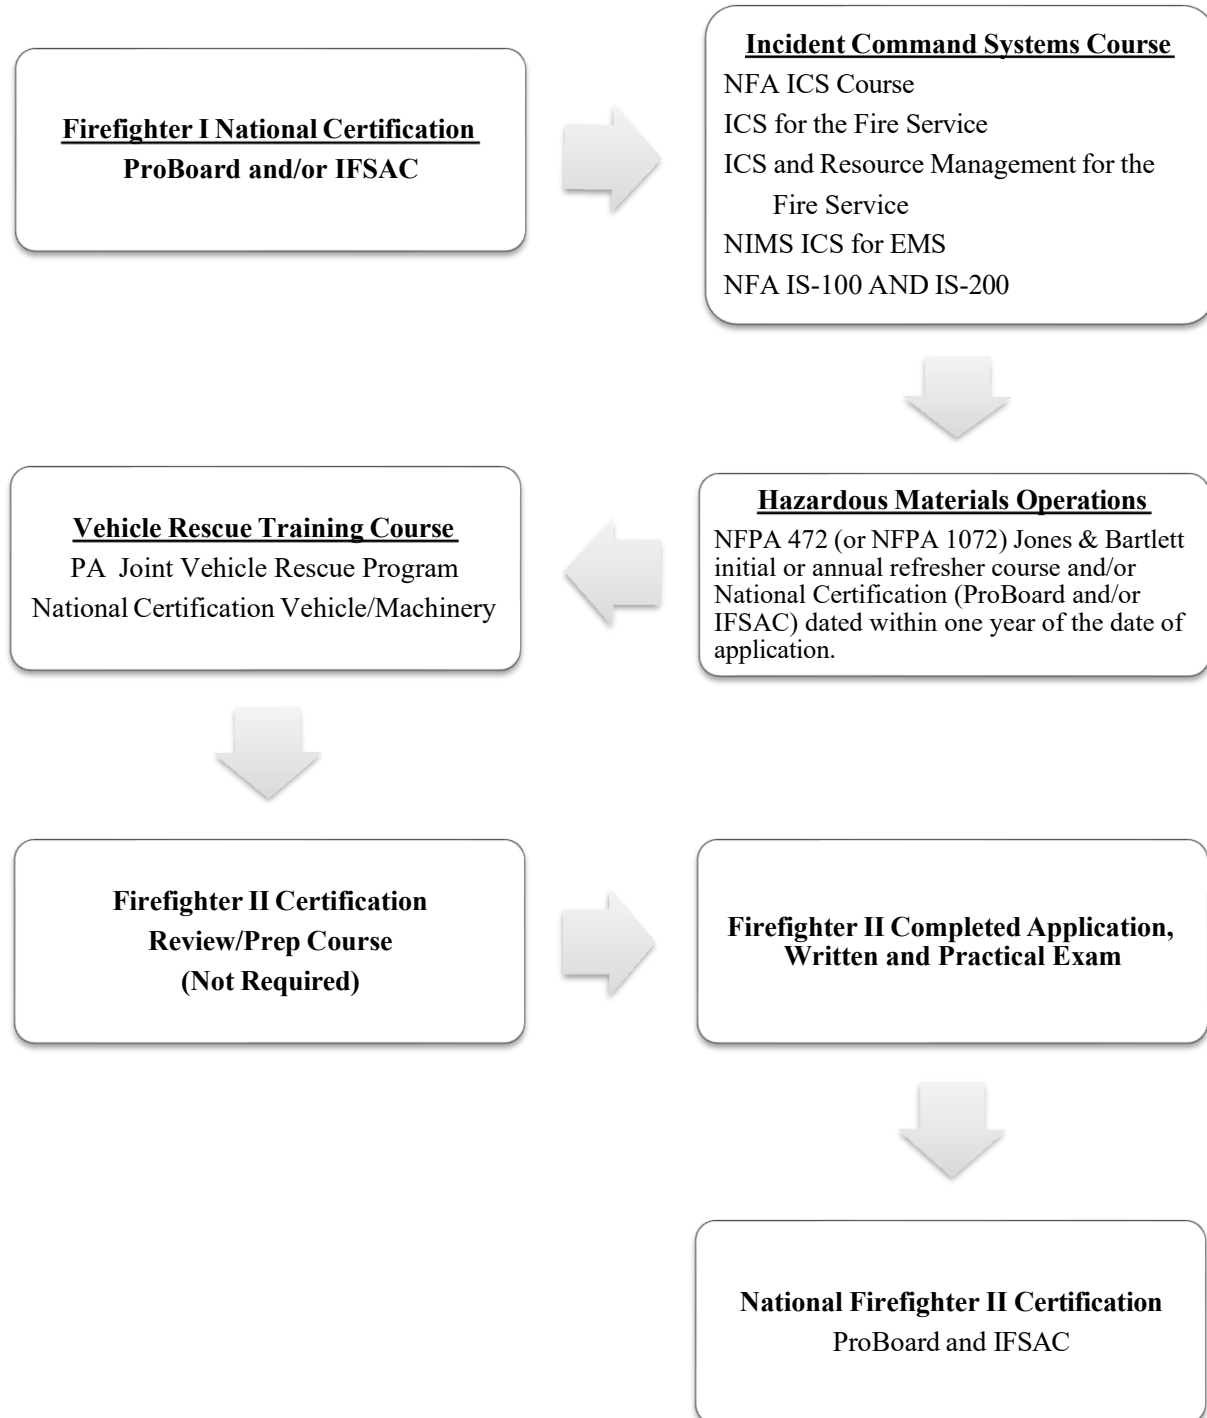 Firefighter I National Certification
ProBoard and/or IFSAC
Incident Command Systems Course
NFA ICS Course
ICS for the Fire Service
ICS and Resource Management for the
Fire Service
NIMS ICS for EMS
NFA IS-100 AND IS-200
Hazardous Materials Operations
NFPA 472 (or NFPA 1072) Jones & Bartlett
initial or annual refresher course and/or
National Certification (ProBoard and/or
IFSAC) dated within one year of the date of
application.
Vehicle Rescue Training Course
PA Joint Vehicle Rescue Program
National Certification Vehicle/Machinery
Firefighter II Certification
Review/Prep Course
(Not Required)
Firefighter II Completed Application,
Written and Practical Exam
National Firefighter II Certification
ProBoard and IFSAC